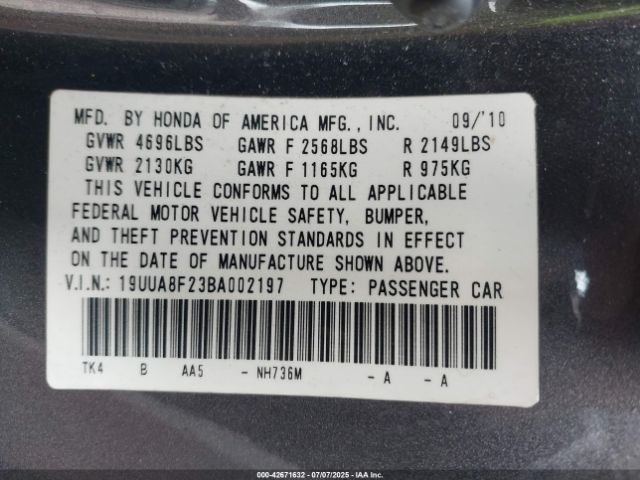 MFD. BY HONDA OF AMERICA MFG., INC. 09/'10
GVWR 4696LBS GAWR F 2568LBS R 2149LBS
GVWR 2130KG GAWR F 1165KG R 975KG
THIS VEHICLE CONFORMS TO ALL APPLICABLE
FEDERAL MOTOR VEHICLE SAFETY, BUMPER,
AND THEFT PREVENTION STANDARDS IN EFFECT
ON THE DATE OF MANUFACTURE SHOWN ABOVE.
V.I.N.: 19UUA8F23BA002197 TYPE: PASSENGER CAR
TK4 B AA5 - NH736M - A - A
000-42671632 - 07/07/2025 - IAA, Inc.